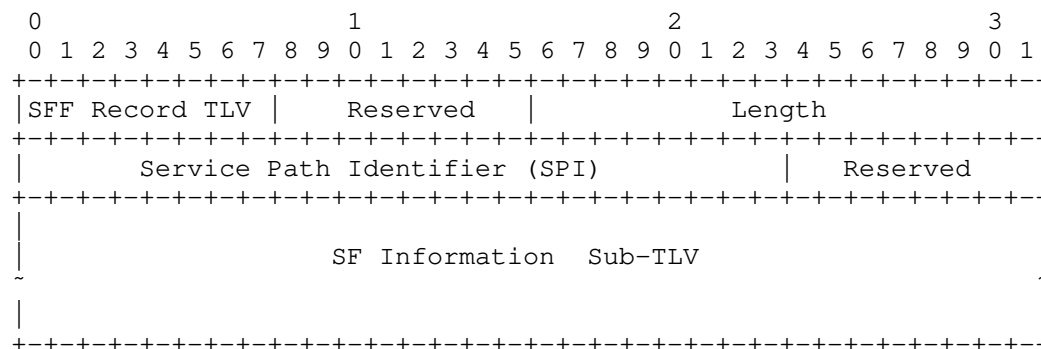 0                   1                   2                   3
0 1 2 3 4 5 6 7 8 9 0 1 2 3 4 5 6 7 8 9 0 1 2 3 4 5 6 7 8 9 0 1
+-+-+-+-+-+-+-+-+-+-+-+-+-+-+-+-+-+-+-+-+-+-+-+-+-+-+-+-+-+-+-+--
|SFF Record TLV |    Reserved   |            Length
+-+-+-+-+-+-+-+-+-+-+-+-+-+-+-+-+-+-+-+-+-+-+-+-+-+-+-+-+-+-+-+--
|       Service Path Identifier (SPI)           |   Reserved
+-+-+-+-+-+-+-+-+-+-+-+-+-+-+-+-+-+-+-+-+-+-+-+-+-+-+-+-+-+-+-+--
|
|                   SF Information  Sub-TLV
~                                                               ~
|
+-+-+-+-+-+-+-+-+-+-+-+-+-+-+-+-+-+-+-+-+-+-+-+-+-+-+-+-+-+-+-+--